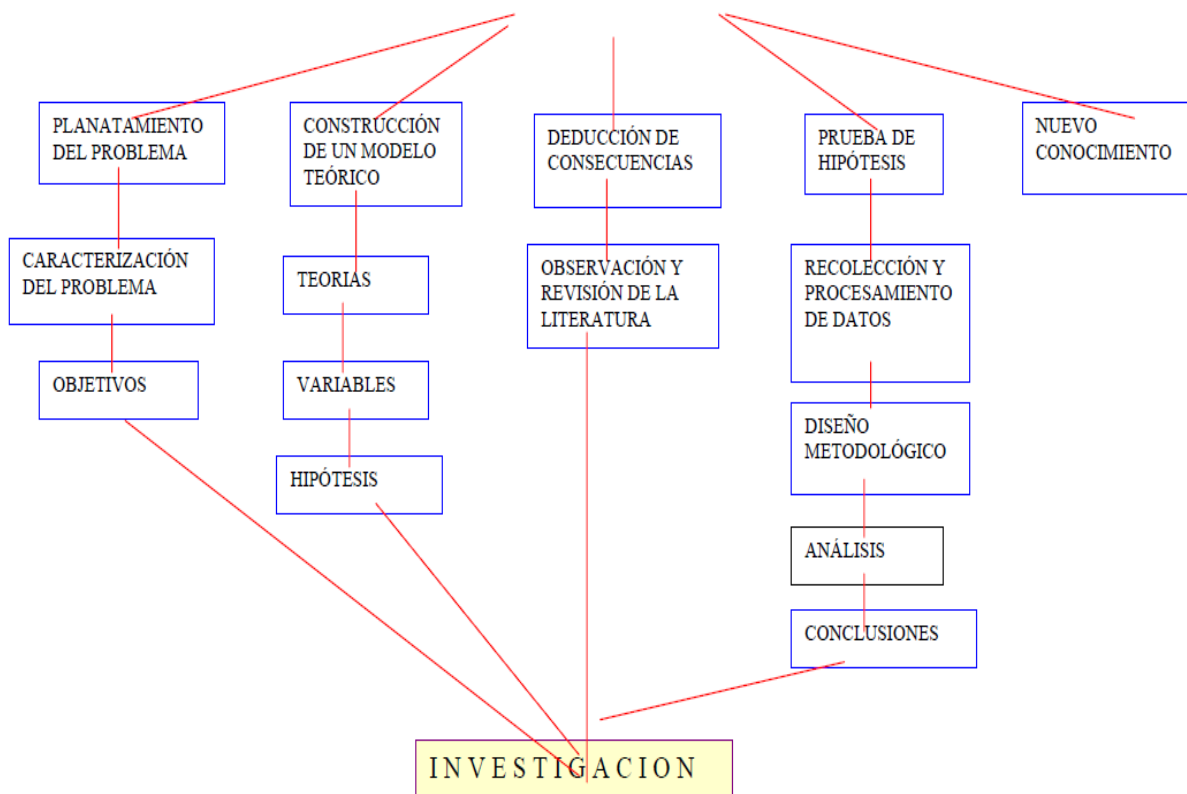 PLANATAMIENTO
DEL PROBLEMA
CONSTRUCCIÓN
DE UN MODELO
TEÓRICO
DEDUCCIÓN DE
CONSECUENCIAS
PRUEBA DE
HIPÓTESIS
NUEVO
CONOCIMIENTO
CARACTERIZACIÓN
DEL PROBLEMA
TEORIAS
OBSERVACIÓN Y
REVISIÓN DE LA
LITERATURA
RECOLECCIÓN Y
PROCESAMIENTO
DE DATOS
OBJETIVOS
VARIABLES
DISEÑO
METODOLÓGICO
HIPÓTESIS
ANÁLISIS
CONCLUSIONES
I N V E S T I G A C I O N